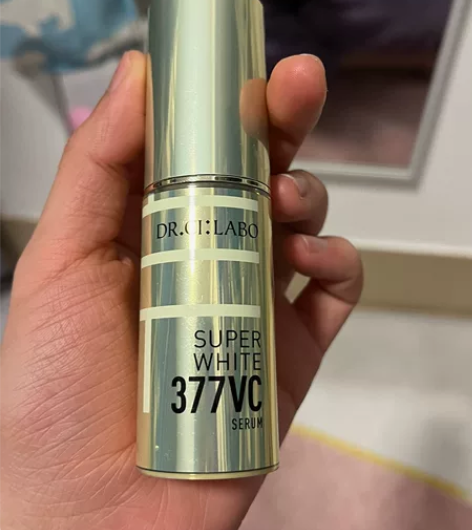 DR.CI:LABO
SUPER
WHITE
377VC
SERUM